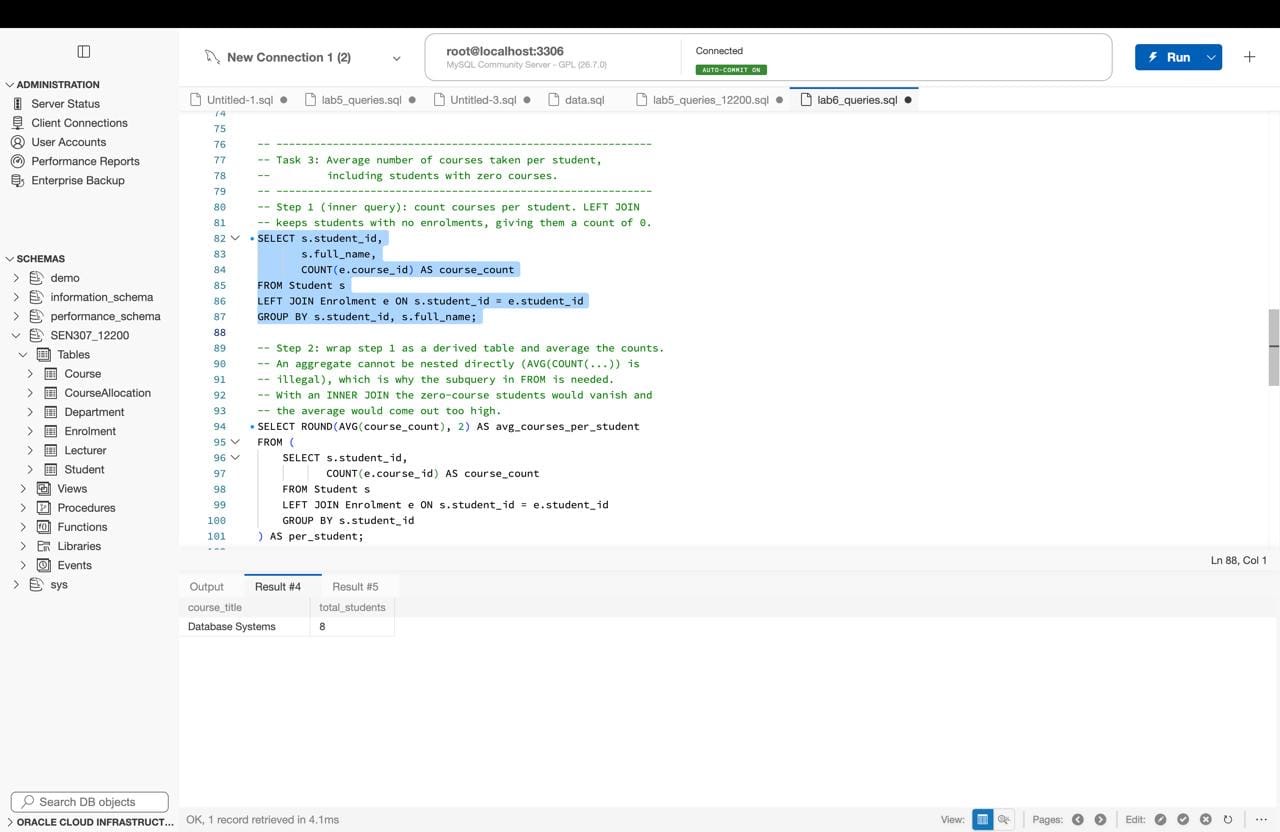 New Connection 1 (2)
root@localhost:3306
MySQL Community Server - GPL (26.7.0)
Connected
AUTO-COMMIT ON
Run
ADMINISTRATION
Server Status
Client Connections
User Accounts
Performance Reports
Enterprise Backup
SCHEMAS
demo
information_schema
performance_schema
SEN307_12200
Tables
Course
CourseAllocation
Department
Enrolment
Lecturer
Student
Views
Procedures
Functions
Libraries
Events
sys
Search DB objects
ORACLE CLOUD INFRASTRUCT...
Untitled-1.sql
lab5_queries.sql
Untitled-3.sql
data.sql
lab5_queries_12200.sql
lab6_queries.sql
74
75
76 -- ------------------------------------------------------------
77 -- Task 3: Average number of courses taken per student,
78 --         including students with zero courses.
79 -- ------------------------------------------------------------
80 -- Step 1 (inner query): count courses per student. LEFT JOIN
81 -- keeps students with no enrolments, giving them a count of 0.
82 SELECT s.student_id,
83        s.full_name,
84        COUNT(e.course_id) AS course_count
85 FROM Student s
86 LEFT JOIN Enrolment e ON s.student_id = e.student_id
87 GROUP BY s.student_id, s.full_name;
88
89 -- Step 2: wrap step 1 as a derived table and average the counts.
90 -- An aggregate cannot be nested directly (AVG(COUNT(...)) is
91 -- illegal), which is why the subquery in FROM is needed.
92 -- With an INNER JOIN the zero-course students would vanish and
93 -- the average would come out too high.
94 SELECT ROUND(AVG(course_count), 2) AS avg_courses_per_student
95 FROM (
96     SELECT s.student_id,
97            COUNT(e.course_id) AS course_count
98     FROM Student s
99     LEFT JOIN Enrolment e ON s.student_id = e.student_id
100     GROUP BY s.student_id
101 ) AS per_student;
Ln 88, Col 1
Output
Result #4
Result #5
course_title total_students
Database Systems 8
OK, 1 record retrieved in 4.1ms
View:
Pages:
Edit: